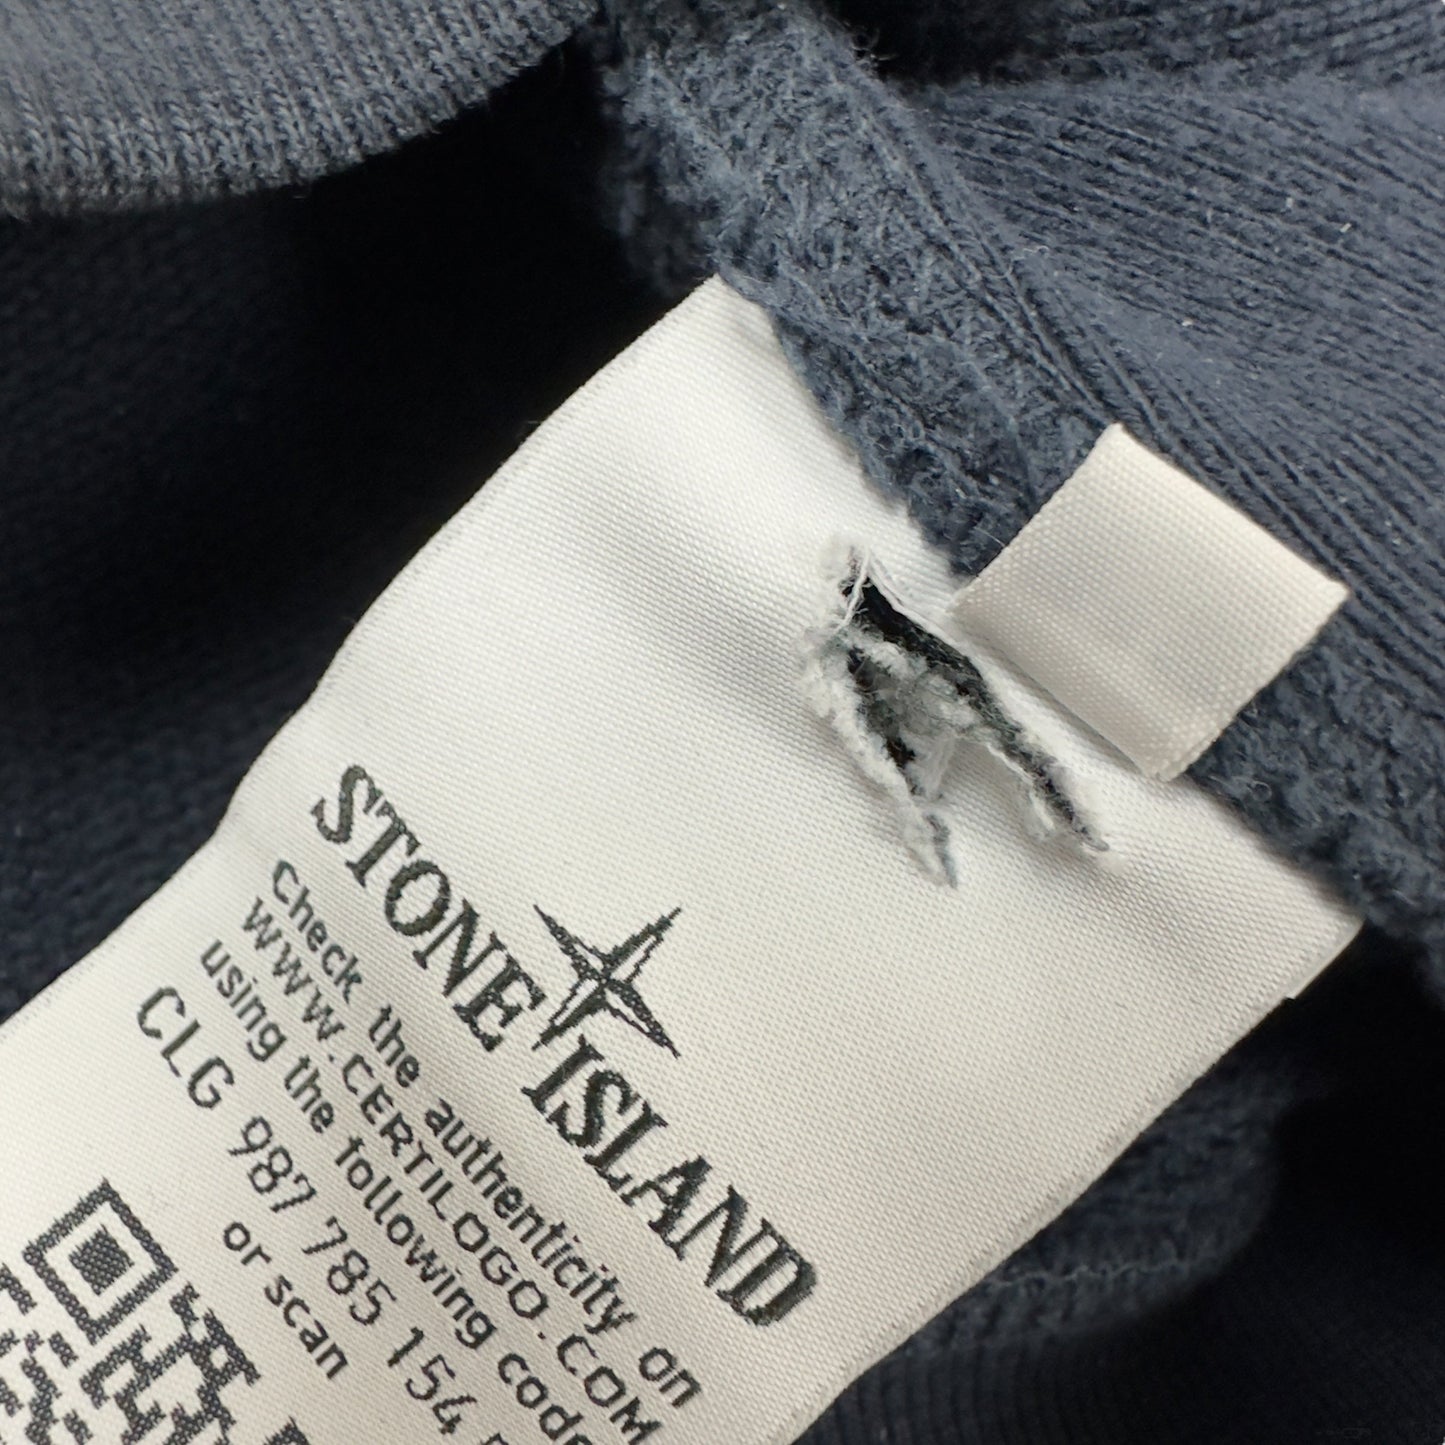 STONE ISLAND
Check the authenticity on
WWW.CERTILOGO.COM
using the following code
CLG 987 785 154
or scan